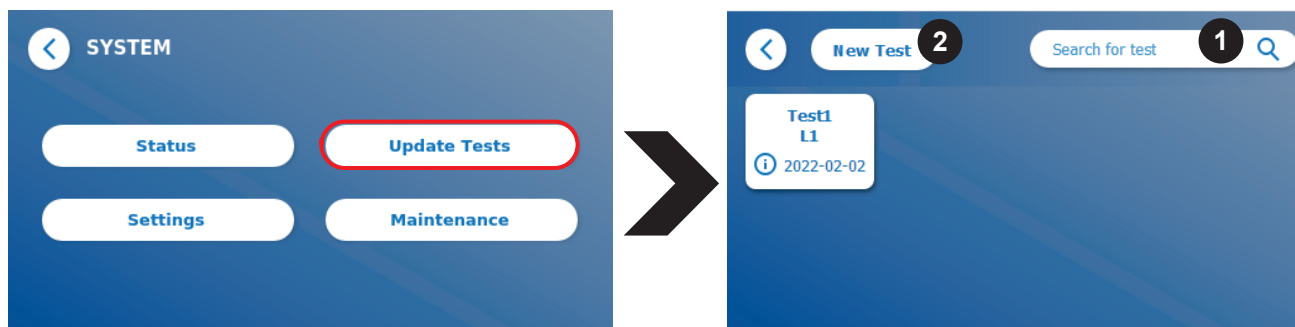 SYSTEM
Status
Update Tests
Settings
Maintenance
New Test
2
Search for test
1
Test1
L1
2022-02-02